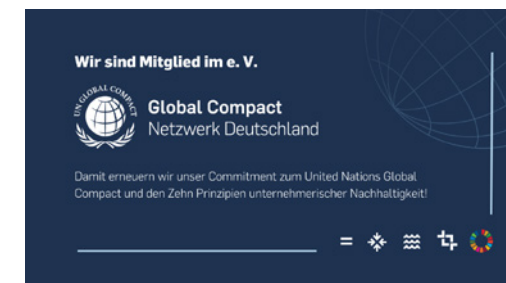 Wir sind Mitglied im e. V.
UN GLOBAL COMPACT
Global Compact
Netzwerk Deutschland
Damit erneuern wir unser Commitment zum United Nations Global
Compact und den Zehn Prinzipien unternehmerischer Nachhaltigkeit!